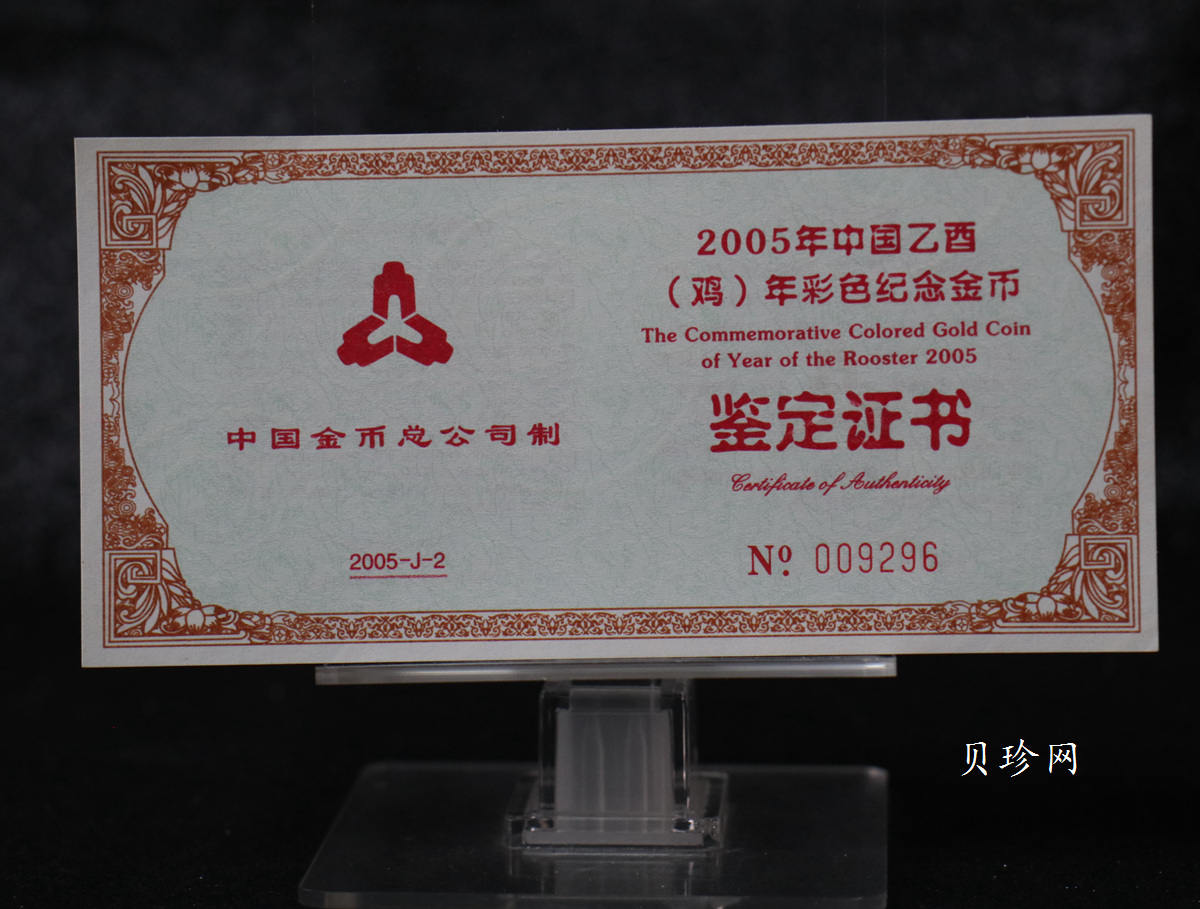 中国金币总公司制
2005-J-2
2005年中国乙酉
（鸡）年彩色纪念金币
The Commemorative Colored Gold Coin
of Year of the Rooster 2005
鉴定证书
Certificate of Authenticity
Nº 009296
贝珍网